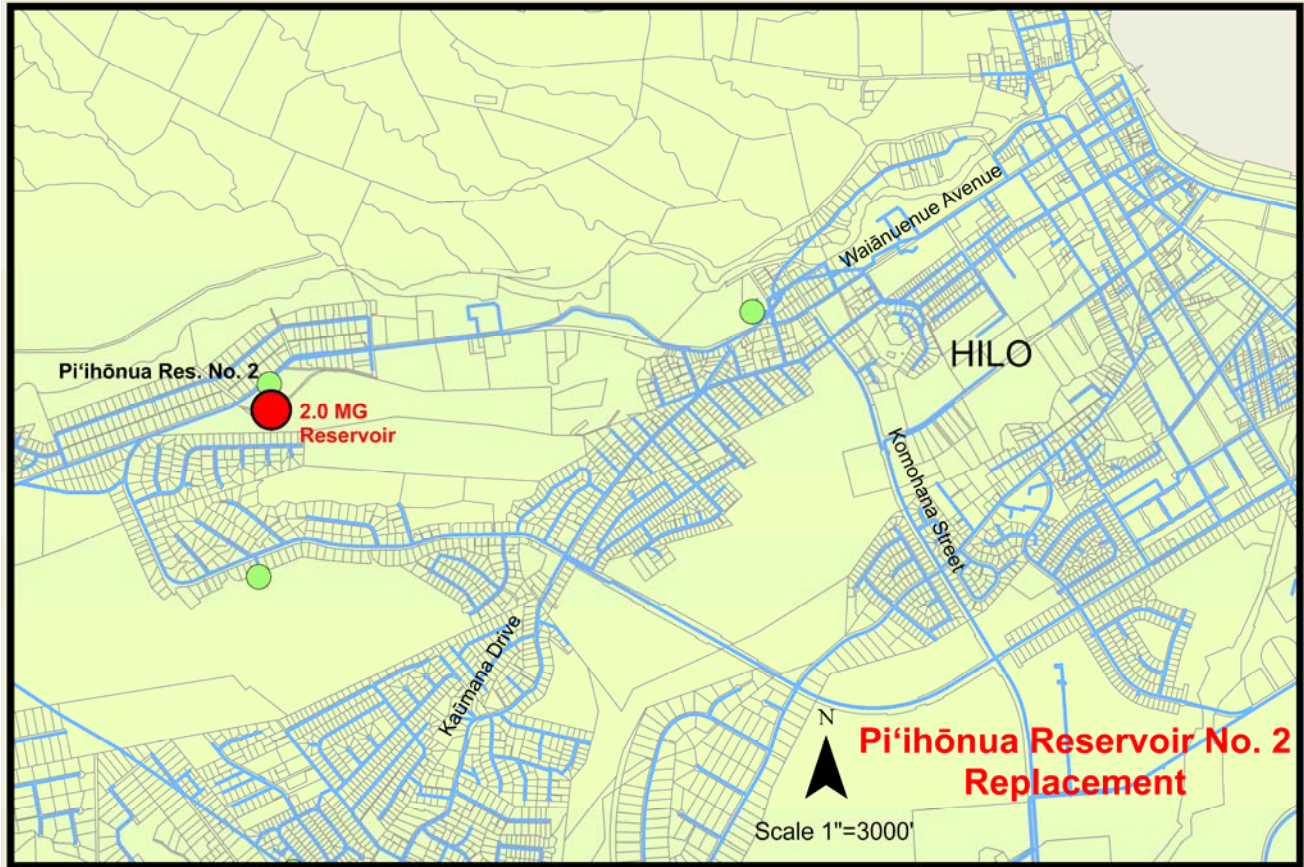 Waiānuenue Avenue
HILO
Pi‘ihōnua Res. No. 2
2.0 MG
Reservoir
Komohana Street
Kaūmana Drive
N
Pi‘ihōnua Reservoir No. 2
Replacement
Scale 1"=3000'